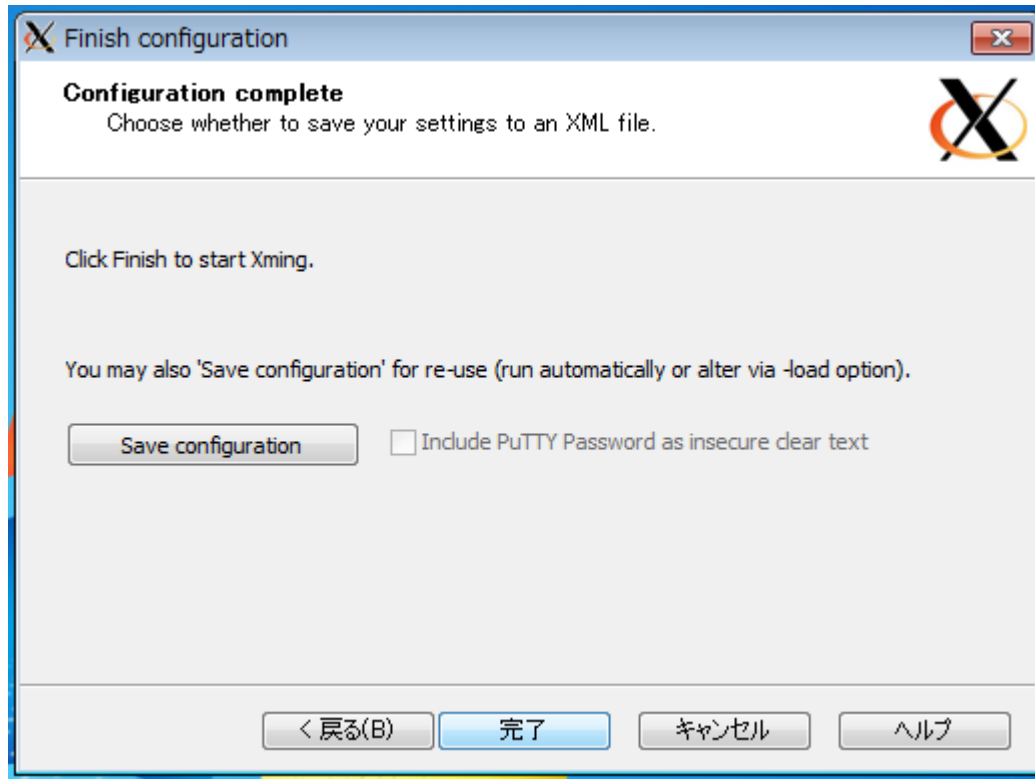 Finish configuration
Configuration complete
Choose whether to save your settings to an XML file.
Click Finish to start Xming.
You may also 'Save configuration' for re-use (run automatically or alter via -load option).
Save configuration
Include PuTTY Password as insecure clear text
< 戻る(B)
完了
キャンセル
ヘルプ